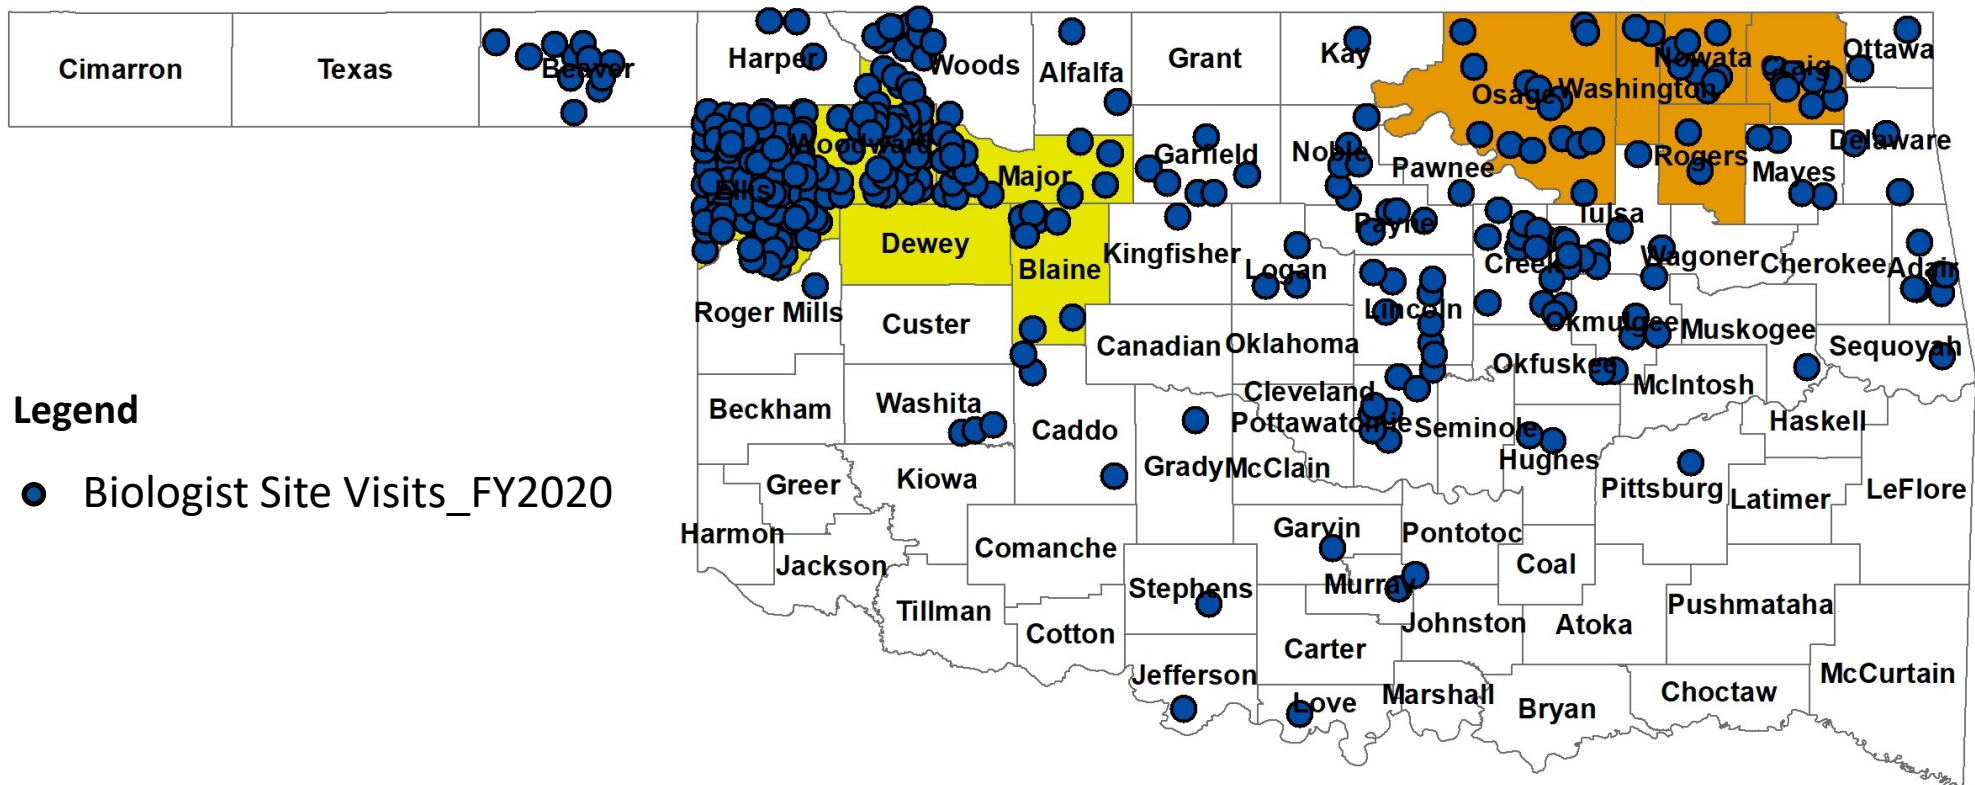 Cimarron
Texas
Beaver
Harper
Woods
Alfalfa
Grant
Kay
Osage
Washington
Nowata
Craig
Ottawa
Woodward
Ellis
Major
Garfield
Noble
Pawnee
Rogers
Mayes
Delaware
Dewey
Blaine
Kingfisher
Logan
Payne
Tulsa
Creek
Wagoner
Cherokee
Adair
Roger Mills
Custer
Canadian
Oklahoma
Lincoln
Okmulgee
Muskogee
Sequoyah
Okfuskee
McIntosh
Beckham
Washita
Caddo
Cleveland
Pottawatomie
Seminole
Haskell
Legend
Biologist Site Visits_FY2020
Greer
Kiowa
Grady
McClain
Hughes
Pittsburg
Latimer
LeFlore
Harmon
Jackson
Comanche
Garvin
Pontotoc
Coal
Stephens
Murray
Tillman
Cotton
Carter
Johnston
Atoka
Pushmataha
Jefferson
Love
Marshall
Bryan
Choctaw
McCurtain